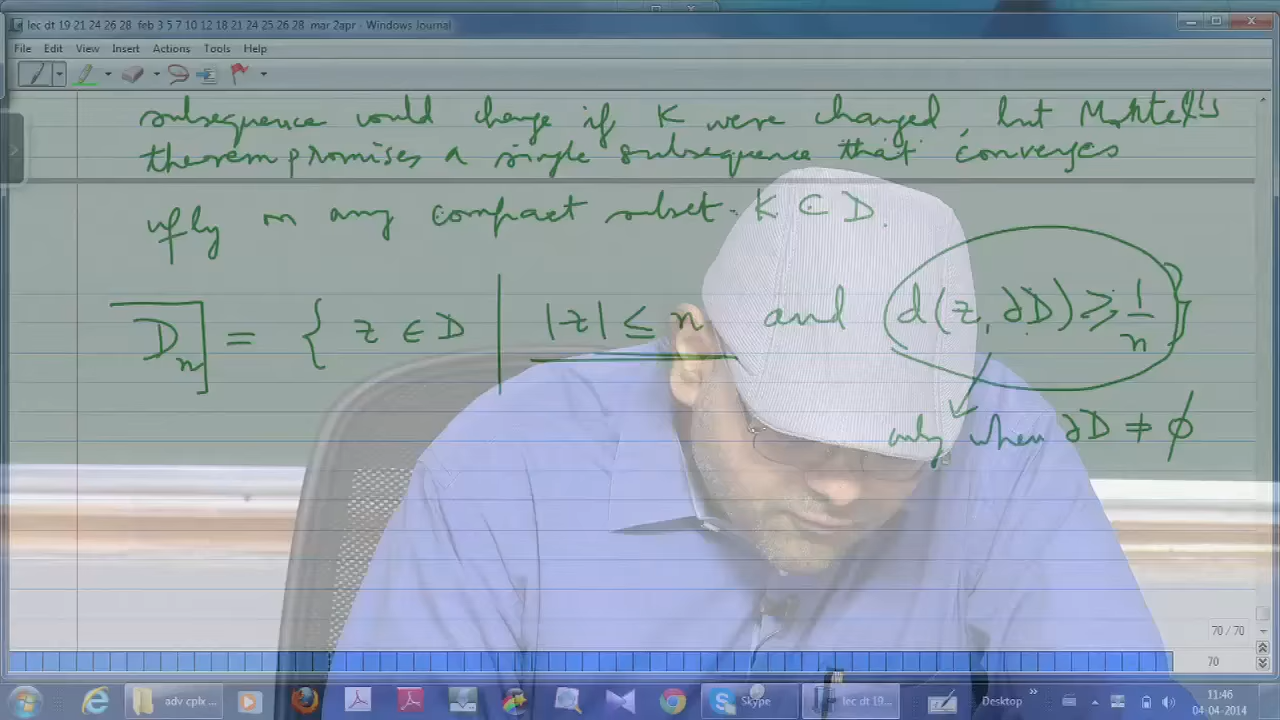 lec dt 19 21 24 26 28 feb 3 5 7 10 12 18 21 24 25 26 28 mar 2apr - Windows Journal
File Edit View Insert Actions Tools Help
subsequence would change if K were changed, but Montel's
theorem promises a single subsequence that converges
ufly on any compact subset K ⊂ D.
D̅n = { z ∈ D | |z| ≤ n and d(z, ∂D) ≥ 1/n }
only when ∂D ≠ ϕ
70 / 70
70
adv cplx ...
Skype
lec dt 19...
Desktop
11:46
04-04-2014